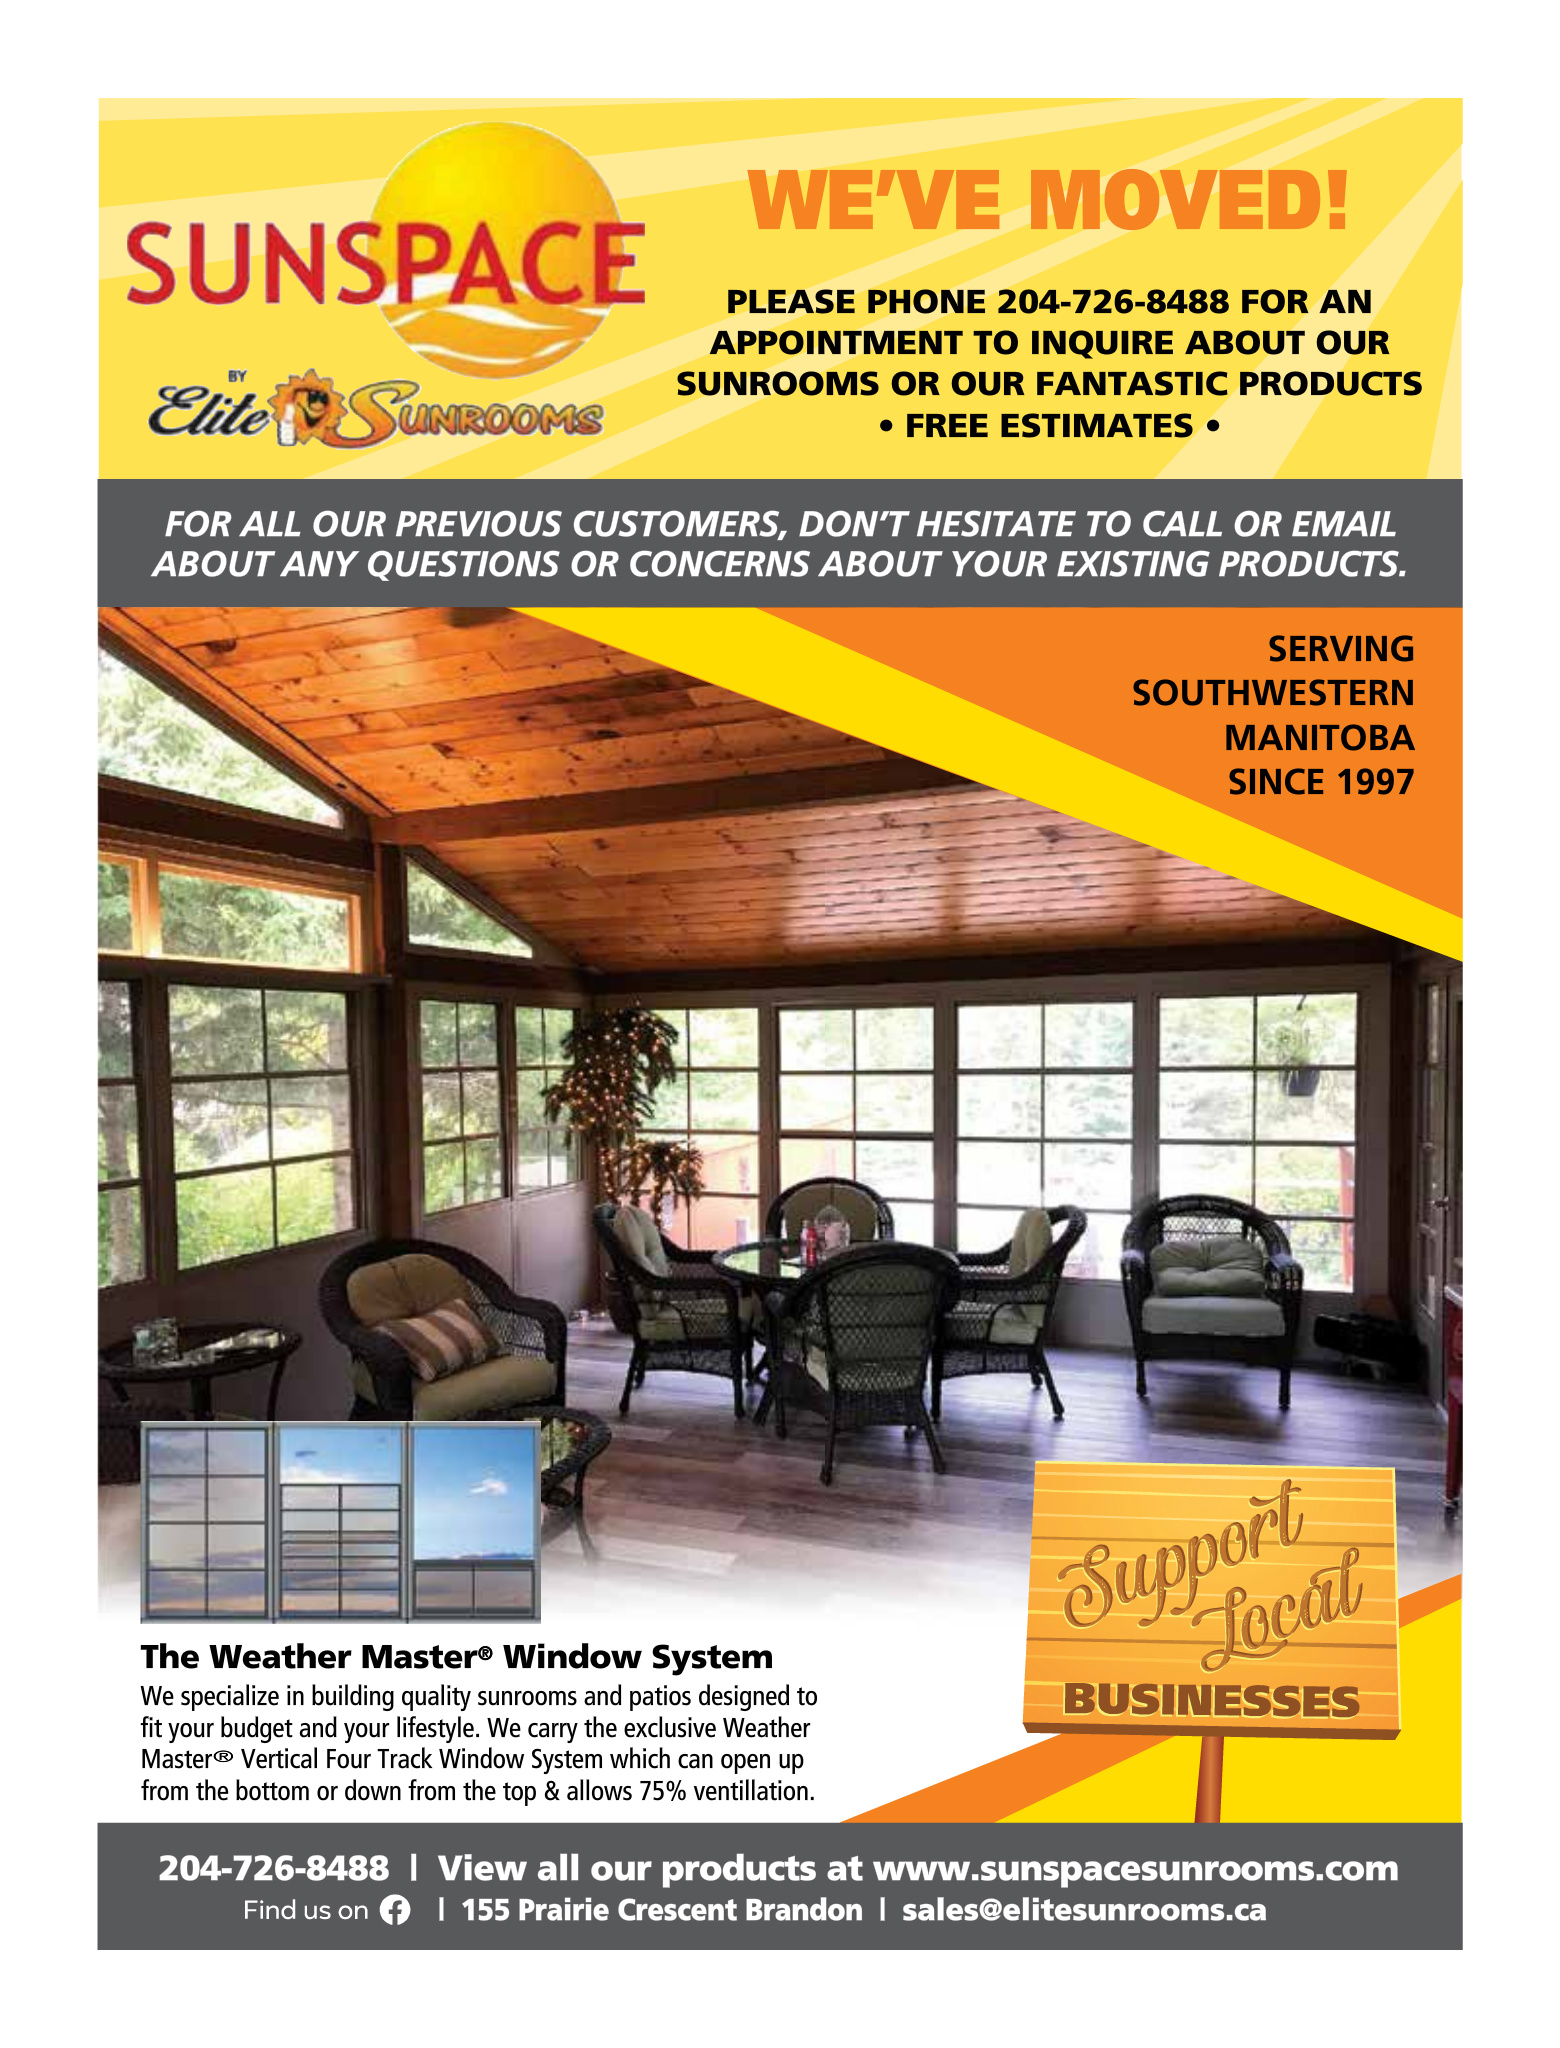 SUNSPACE
BY
Elite Sunrooms
WE'VE MOVED!
PLEASE PHONE 204-726-8488 FOR AN
APPOINTMENT TO INQUIRE ABOUT OUR
SUNROOMS OR OUR FANTASTIC PRODUCTS
• FREE ESTIMATES •
FOR ALL OUR PREVIOUS CUSTOMERS, DON'T HESITATE TO CALL OR EMAIL
ABOUT ANY QUESTIONS OR CONCERNS ABOUT YOUR EXISTING PRODUCTS.
SERVING
SOUTHWESTERN
MANITOBA
SINCE 1997
The Weather Master® Window System
We specialize in building quality sunrooms and patios designed to
fit your budget and your lifestyle. We carry the exclusive Weather
Master® Vertical Four Track Window System which can open up
from the bottom or down from the top & allows 75% ventillation.
Support
Local
BUSINESSES
204-726-8488 | View all our products at www.sunspacesunrooms.com
Find us on | 155 Prairie Crescent Brandon | sales@elitesunrooms.ca